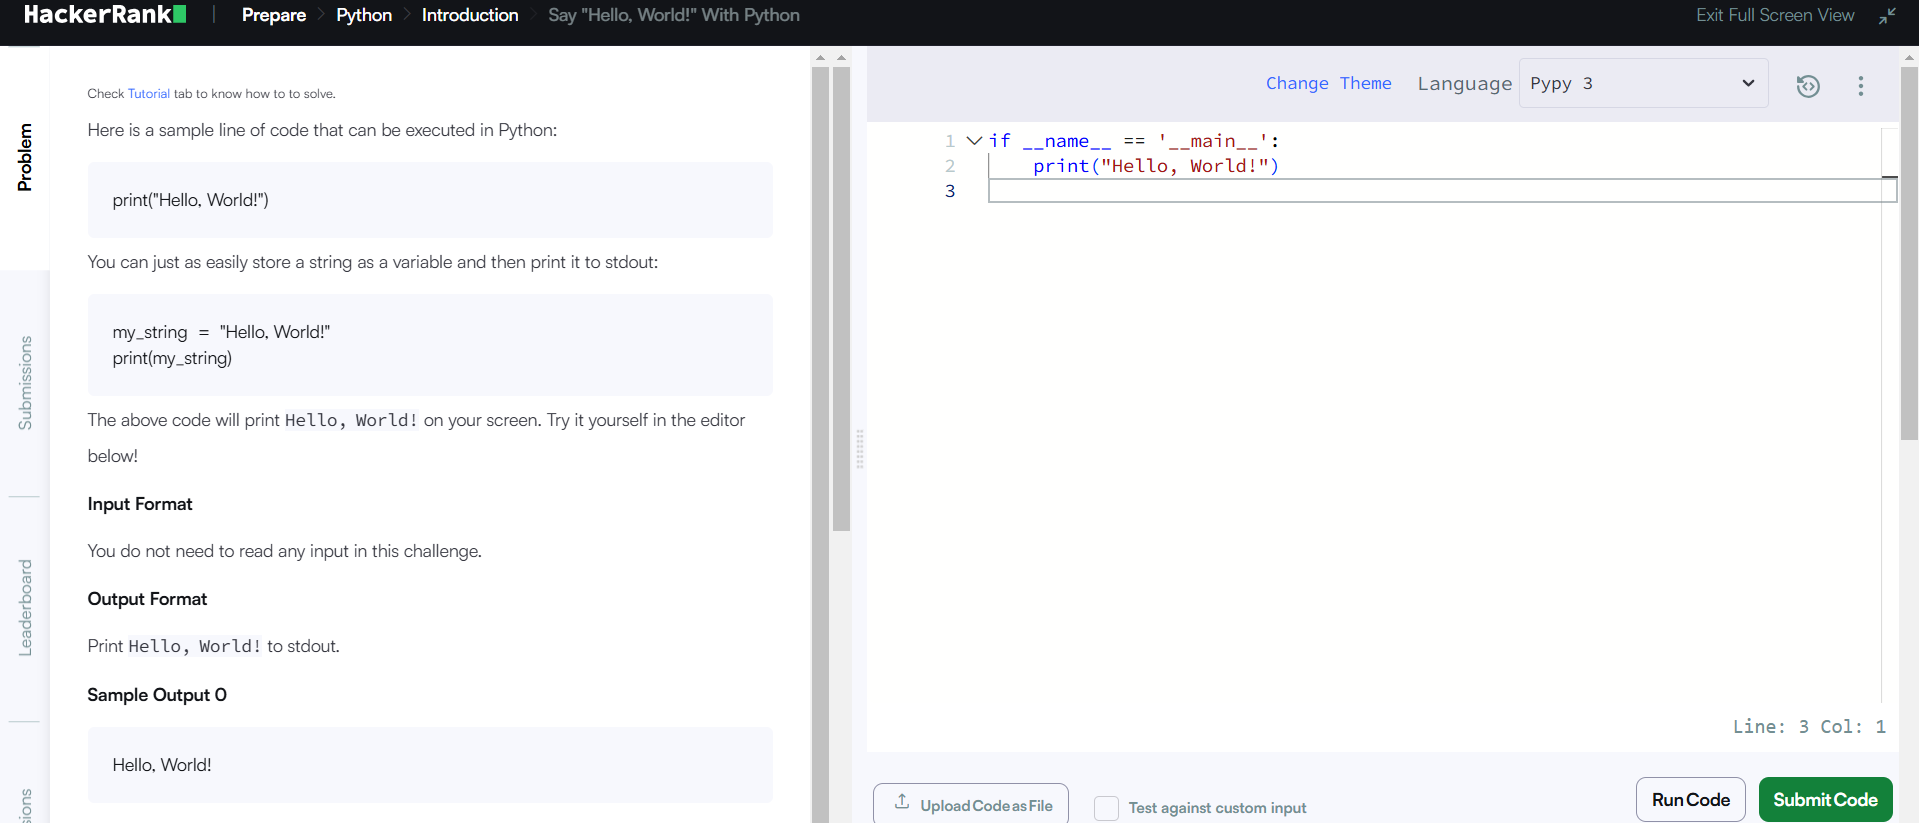 HackerRank | Prepare > Python > Introduction > Say "Hello, World!" With Python
Exit Full Screen View
Problem
Submissions
Leaderboard
Check Tutorial tab to know how to to solve.
Here is a sample line of code that can be executed in Python:
print("Hello, World!")
You can just as easily store a string as a variable and then print it to stdout:
my_string = "Hello, World!"
print(my_string)
The above code will print Hello, World! on your screen. Try it yourself in the editor
below!
Input Format
You do not need to read any input in this challenge.
Output Format
Print Hello, World! to stdout.
Sample Output 0
Hello, World!
Change Theme Language Pypy 3
1 if __name__ == '__main__':
2 print("Hello, World!")
3
Line: 3 Col: 1
Upload Code as File
Test against custom input
Run Code
Submit Code